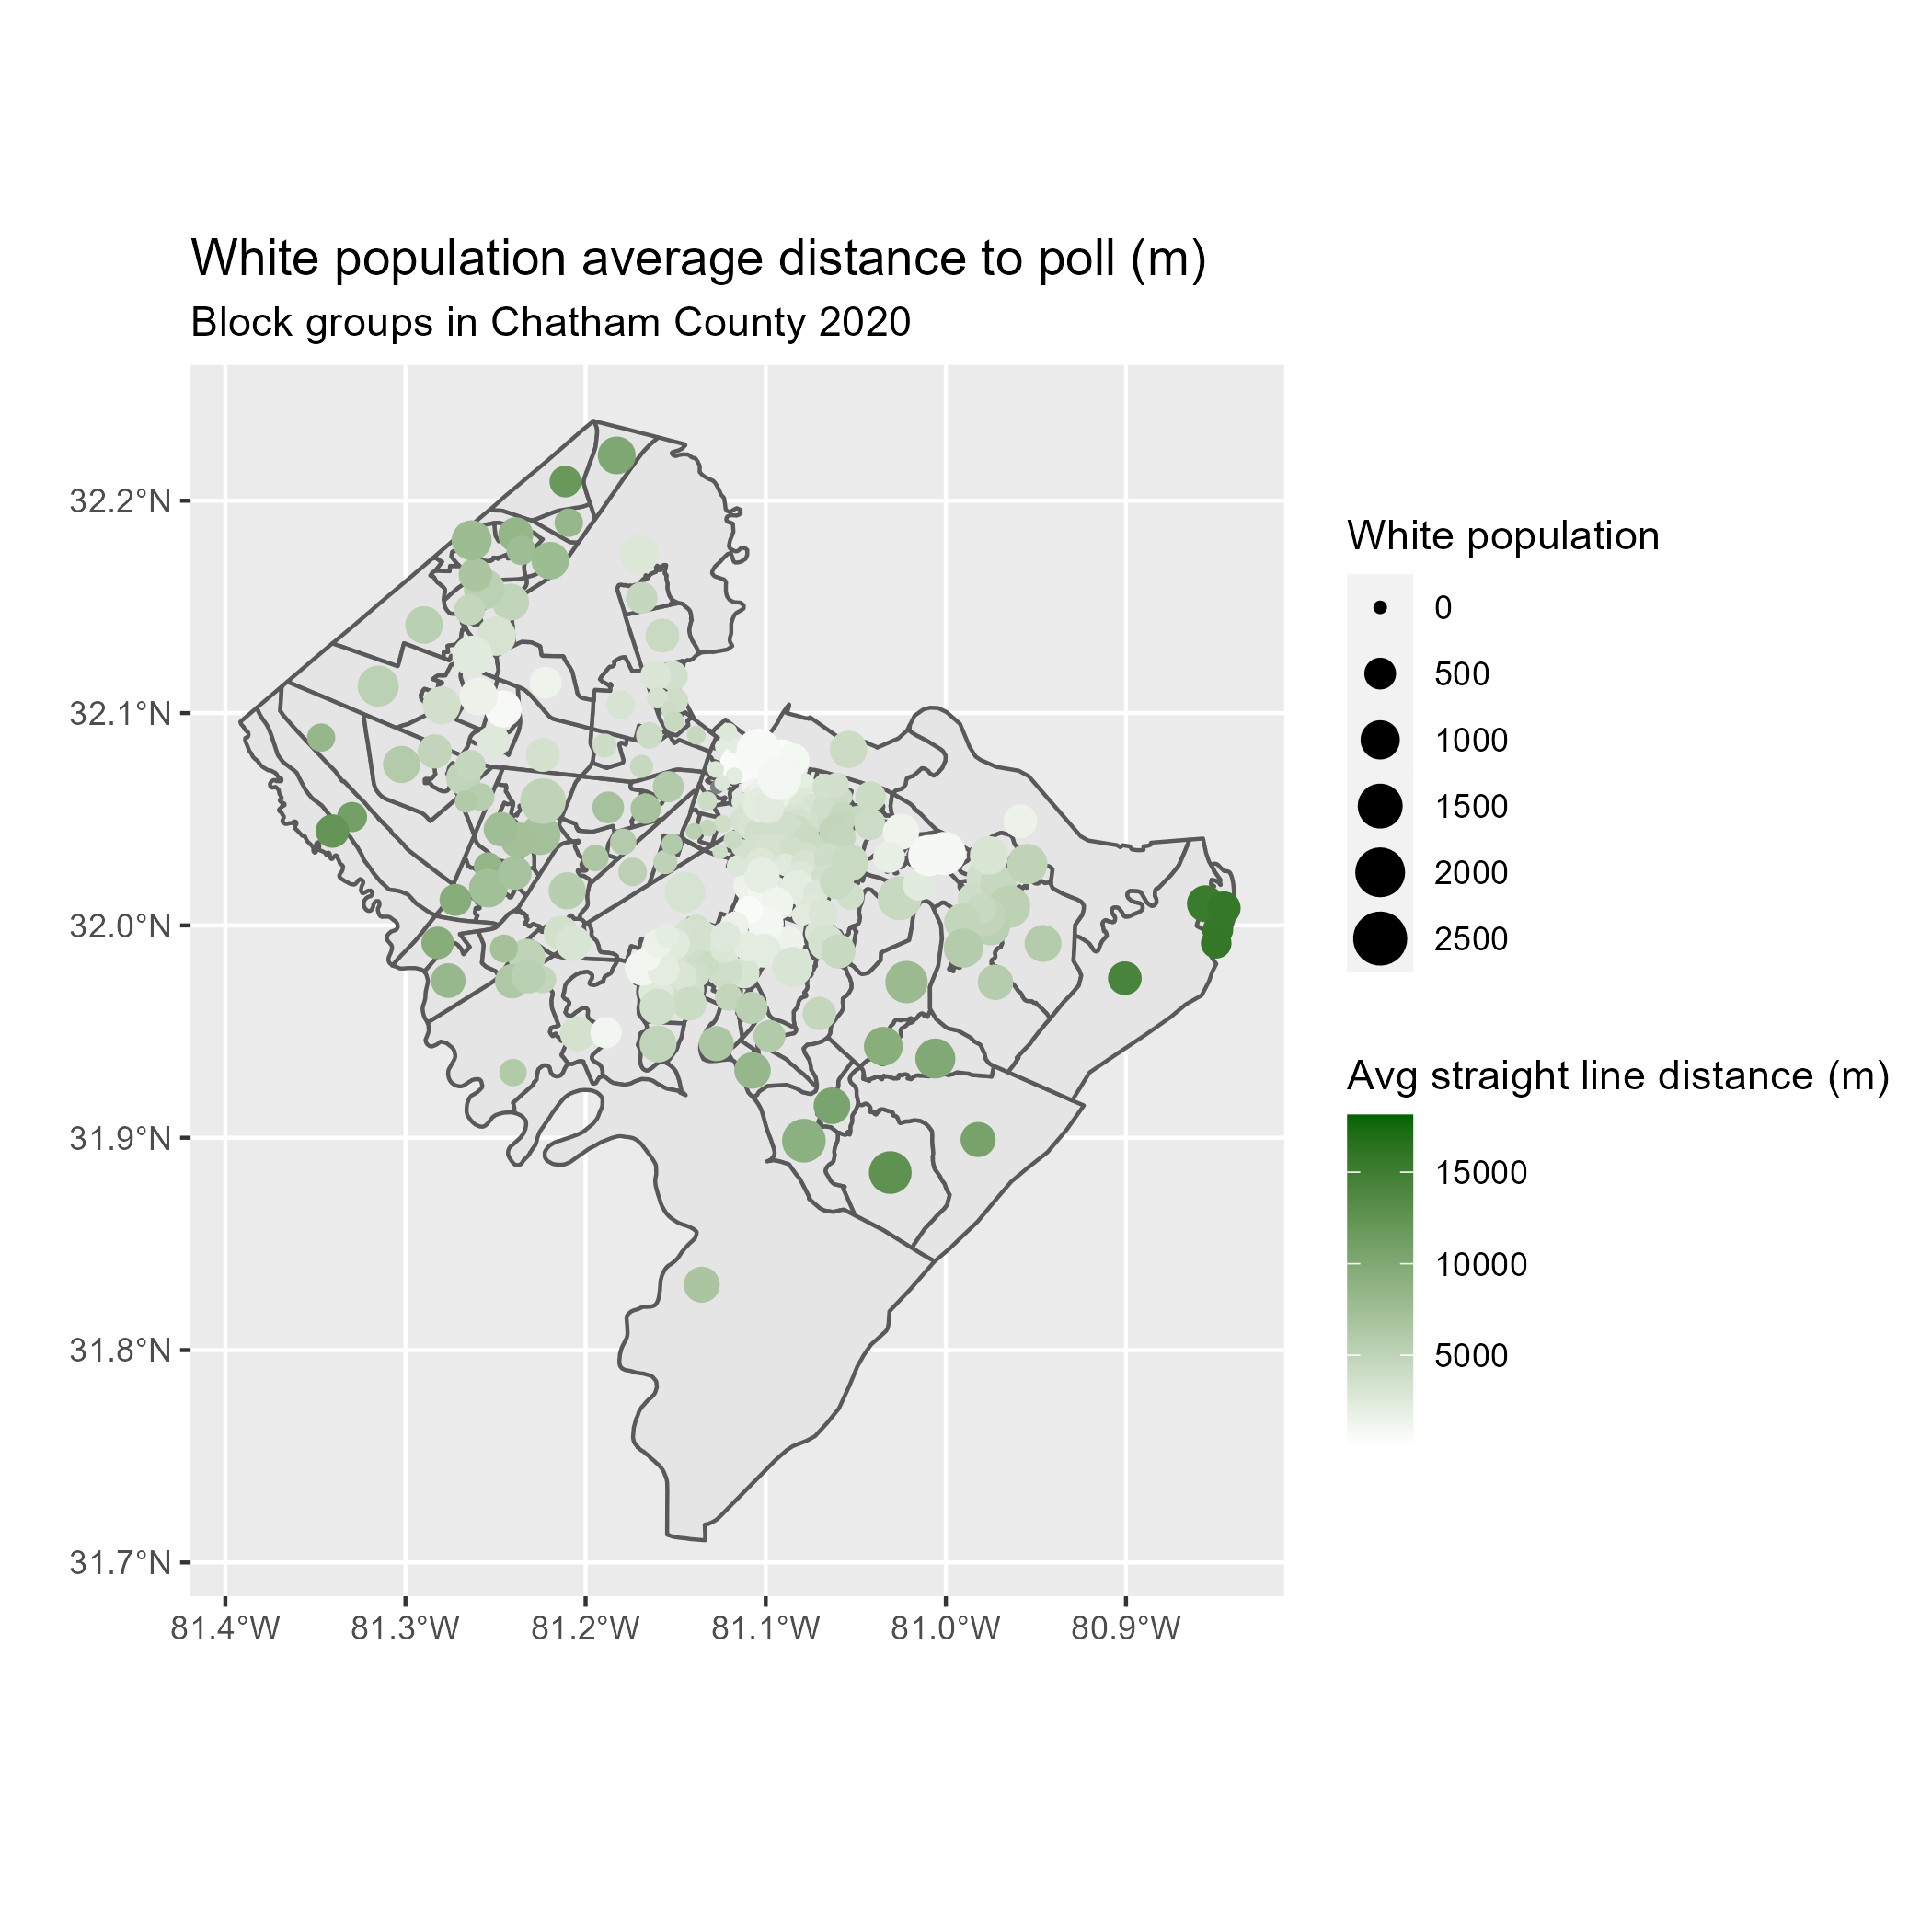 White population average distance to poll (m)
Block groups in Chatham County 2020
32.2°N
32.1°N
32.0°N
31.9°N
31.8°N
31.7°N
81.4°W
81.3°W
81.2°W
81.1°W
81.0°W
80.9°W
White population
0
500
1000
1500
2000
2500
Avg straight line distance (m)
15000
10000
5000